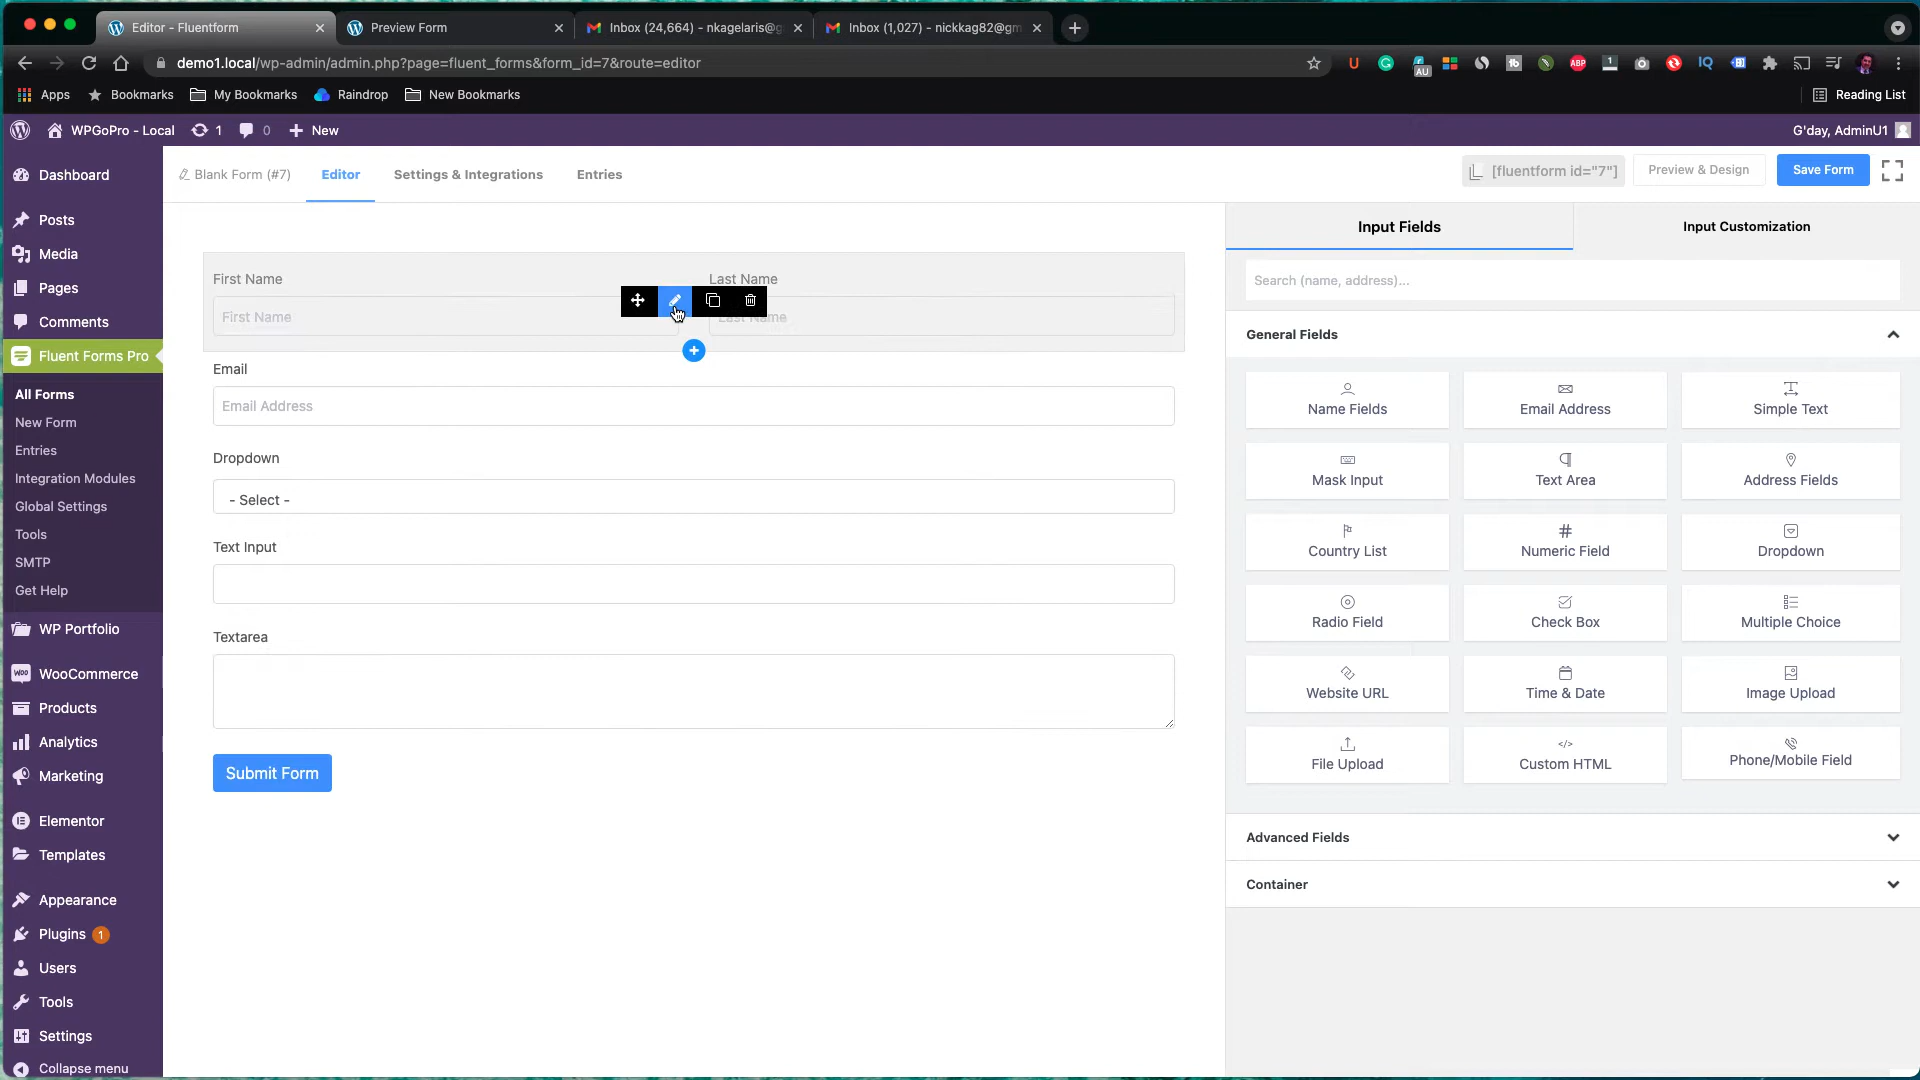 Editor - Fluentform
Preview Form
Inbox (24,664) - nkagelaris@g
Inbox (1,027) - nickkag82@gm
demo1.local/wp-admin/admin.php?page=fluent_forms&form_id=7&route=editor
Apps
Bookmarks
My Bookmarks
Raindrop
New Bookmarks
Reading List
WPGoPro - Local
1
0
New
G'day, AdminU1
Dashboard
Posts
Media
Pages
Comments
Fluent Forms Pro
All Forms
New Form
Entries
Integration Modules
Global Settings
Tools
SMTP
Get Help
WP Portfolio
WooCommerce
Products
Analytics
Marketing
Elementor
Templates
Appearance
Plugins 1
Users
Tools
Settings
Collapse menu
Blank Form (#7)
Editor
Settings & Integrations
Entries
[fluentform id="7"]
Preview & Design
Save Form
First Name
Last Name
First Name
Last Name
Email
Email Address
Dropdown
- Select -
Text Input
Textarea
Submit Form
Input Fields
Input Customization
Search (name, address)...
General Fields
Name Fields
Email Address
Simple Text
Mask Input
Text Area
Address Fields
Country List
Numeric Field
Dropdown
Radio Field
Check Box
Multiple Choice
Website URL
Time & Date
Image Upload
File Upload
Custom HTML
Phone/Mobile Field
Advanced Fields
Container